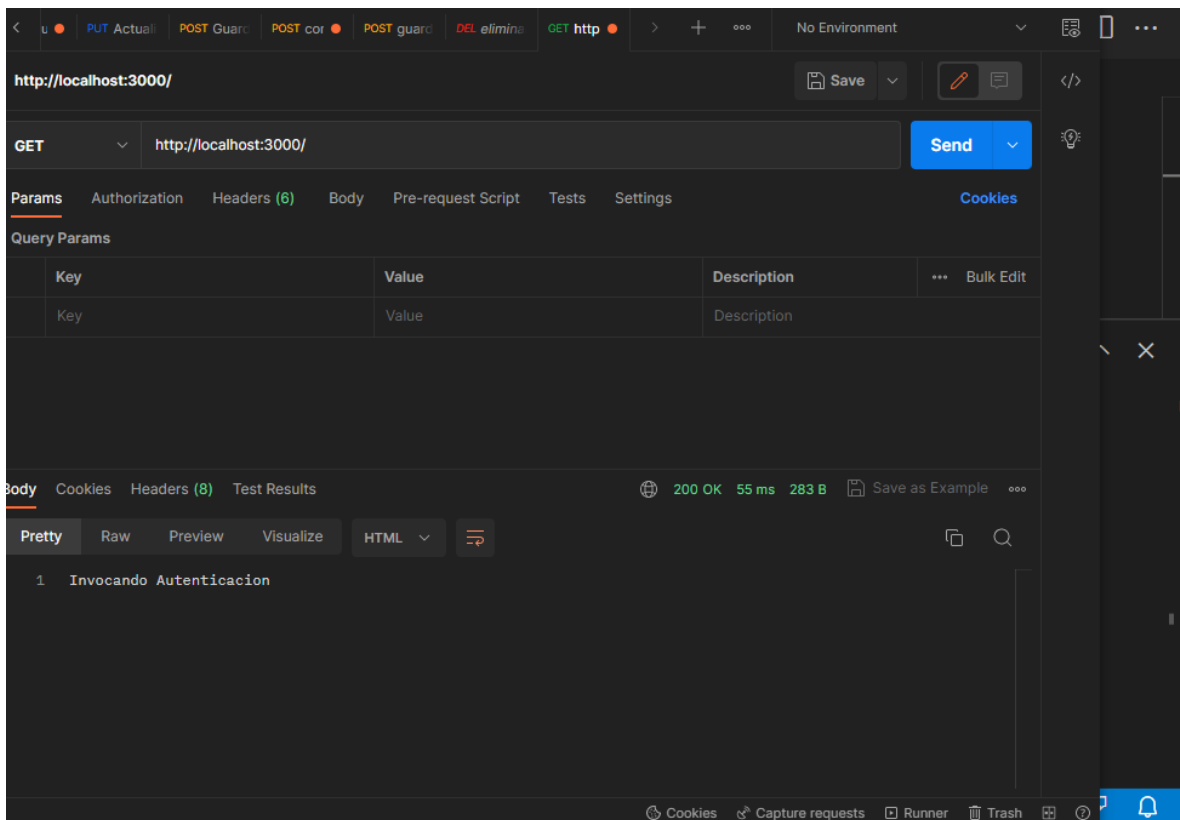 u PUT Actuali POST Guard POST cor POST guard DEL elimina GET http No Environment
http://localhost:3000/ Save
GET http://localhost:3000/ Send
Params Authorization Headers (6) Body Pre-request Script Tests Settings Cookies
Query Params
Key Value Description Bulk Edit
Key Value Description
Body Cookies Headers (8) Test Results 200 OK 55 ms 283 B Save as Example
Pretty Raw Preview Visualize HTML
1 Invocando Autenticacion
Cookies Capture requests Runner Trash